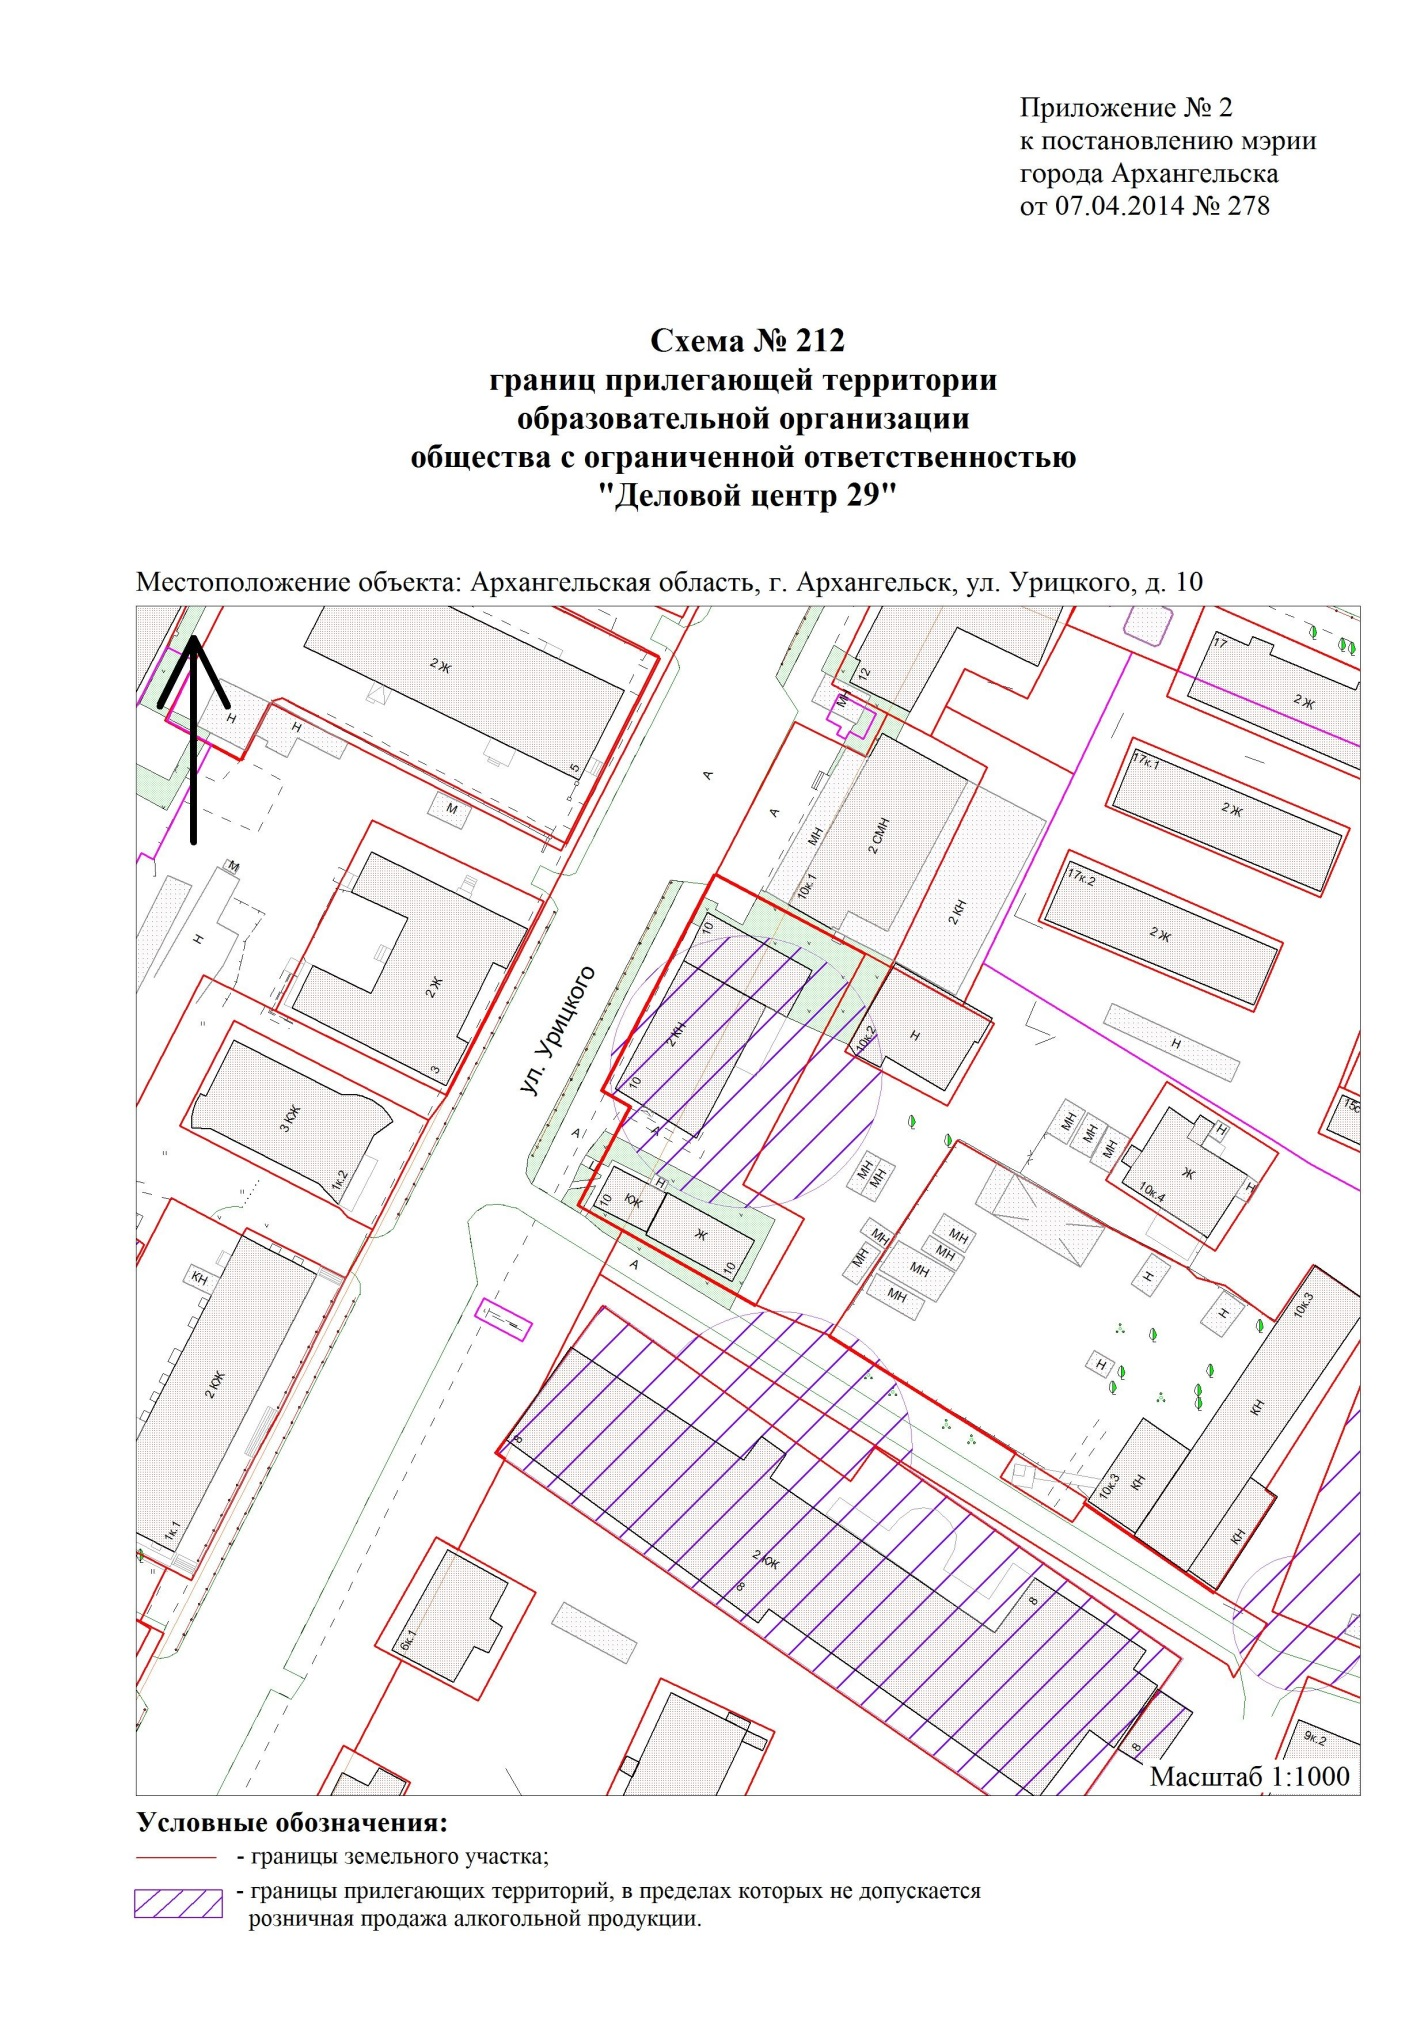 Приложение № 2
к постановлению мэрии
города Архангельска
от 07.04.2014 № 278
Схема № 212
границ прилегающей территории
образовательной организации
общества с ограниченной ответственностью
"Деловой центр 29"
Местоположение объекта: Архангельская область, г. Архангельск, ул. Урицкого, д. 10
2 Ж
12
МН
17
2 Ж
Н
Н
5
М
А
А
17к.1
2 Ж
МН
2 СМН
10к.1
М
17к.2
2 Ж
2 КН
Н
10
2 Ж
ул. Урицкого
2 КН
10к.2
Н
Н
3
10
3 КЖ
1к.2
А
А
МН
МН
МН
Н
Ж
10к.4
Н
15
МН
МН
Н
10
КЖ
Ж
10
А
МН
МН
МН
МН
МН
МН
Н
Н
10к.3
КН
2 КЖ
1к.1
Н
КН
8
КН
10к.3
КН
2 КЖ
8
8
6к.1
8
9к.2
Масштаб 1:1000
Условные обозначения:
- границы земельного участка;
- границы прилегающих территорий, в пределах которых не допускается
розничная продажа алкогольной продукции.